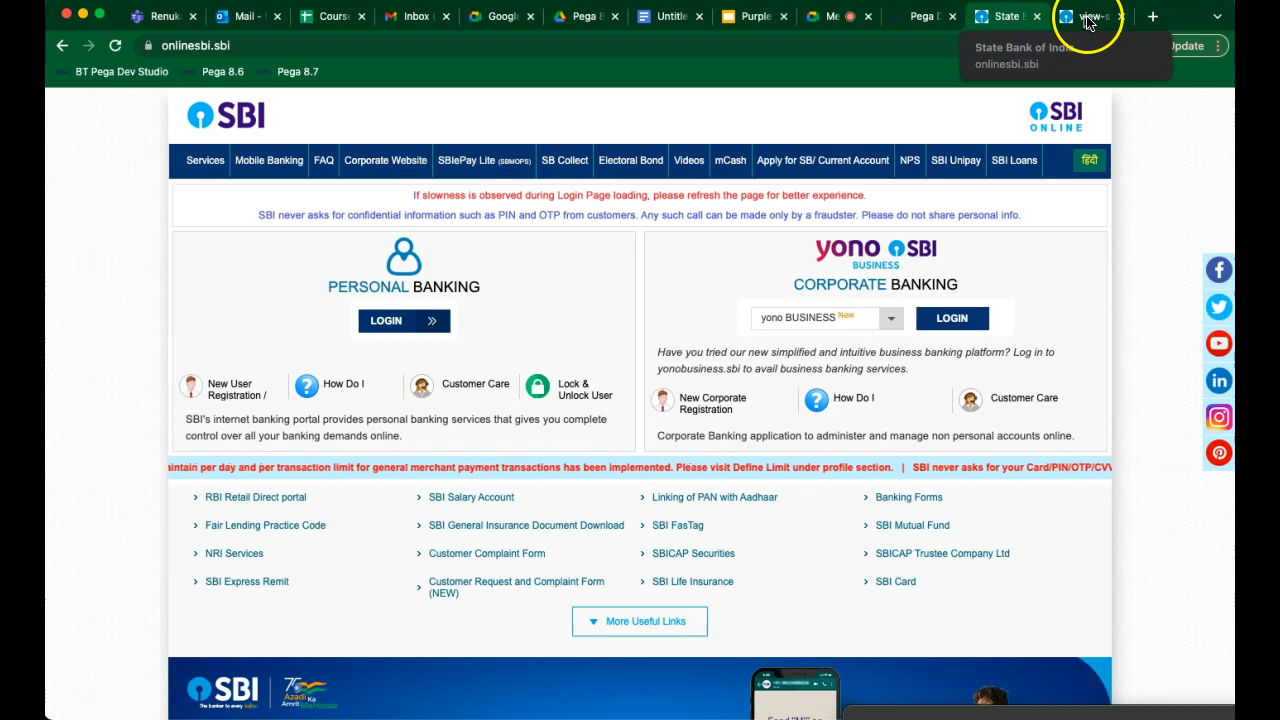 Renuk
Mail -
Cours
Inbox (
Google
Pega 8
Untitle
Purple
Me
Pega D
State B
view-s
onlinesbi.sbi
State Bank of India
onlinesbi.sbi
Update
BT Pega Dev Studio Pega 8.6 Pega 8.7
SBI
SBI
ONLINE
Services Mobile Banking FAQ Corporate Website SBIePay Lite (SBMOPS) SB Collect Electoral Bond Videos mCash Apply for SB/ Current Account NPS SBI Unipay SBI Loans हिंदी
If slowness is observed during Login Page loading, please refresh the page for better experience.
SBI never asks for confidential information such as PIN and OTP from customers. Any such call can be made only by a fraudster. Please do not share personal info.
PERSONAL BANKING
LOGIN
New User
Registration /
How Do I
Customer Care
Lock &
Unlock User
SBI's internet banking portal provides personal banking services that gives you complete
control over all your banking demands online.
yono SBI
BUSINESS
CORPORATE BANKING
yono BUSINESS New
LOGIN
Have you tried our new simplified and intuitive business banking platform? Log in to
yonobusiness.sbi to avail business banking services.
New Corporate
Registration
How Do I
Customer Care
Corporate Banking application to administer and manage non personal accounts online.
aintain per day and per transaction limit for general merchant payment transactions has been implemented. Please visit Define Limit under profile section. | SBI never asks for your Card/PIN/OTP/CVV
RBI Retail Direct portal SBI Salary Account Linking of PAN with Aadhaar Banking Forms
Fair Lending Practice Code SBI General Insurance Document Download SBI FasTag SBI Mutual Fund
NRI Services Customer Complaint Form SBICAP Securities SBICAP Trustee Company Ltd
SBI Express Remit Customer Request and Complaint Form SBI Life Insurance SBI Card
(NEW)
More Useful Links
SBI
The banker to every Indian
75
Azadi Ka
Amrit Mahotsav